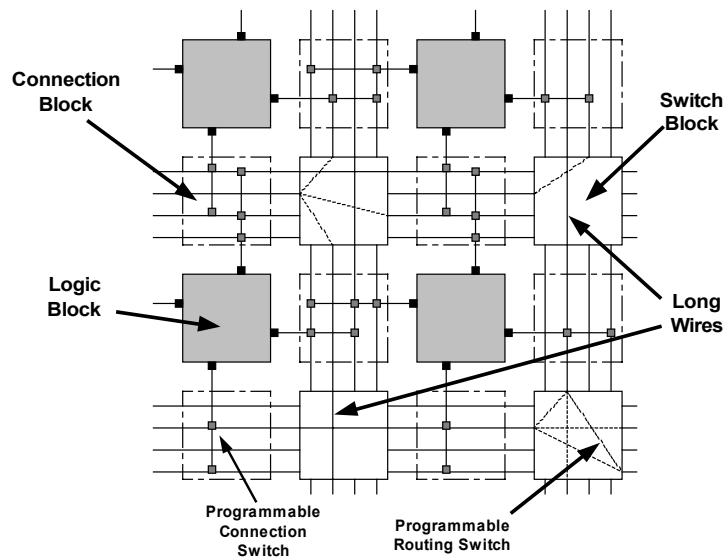 Connection
Block
Switch
Block
Logic
Block
Long
Wires
Programmable
Connection
Switch
Programmable
Routing Switch